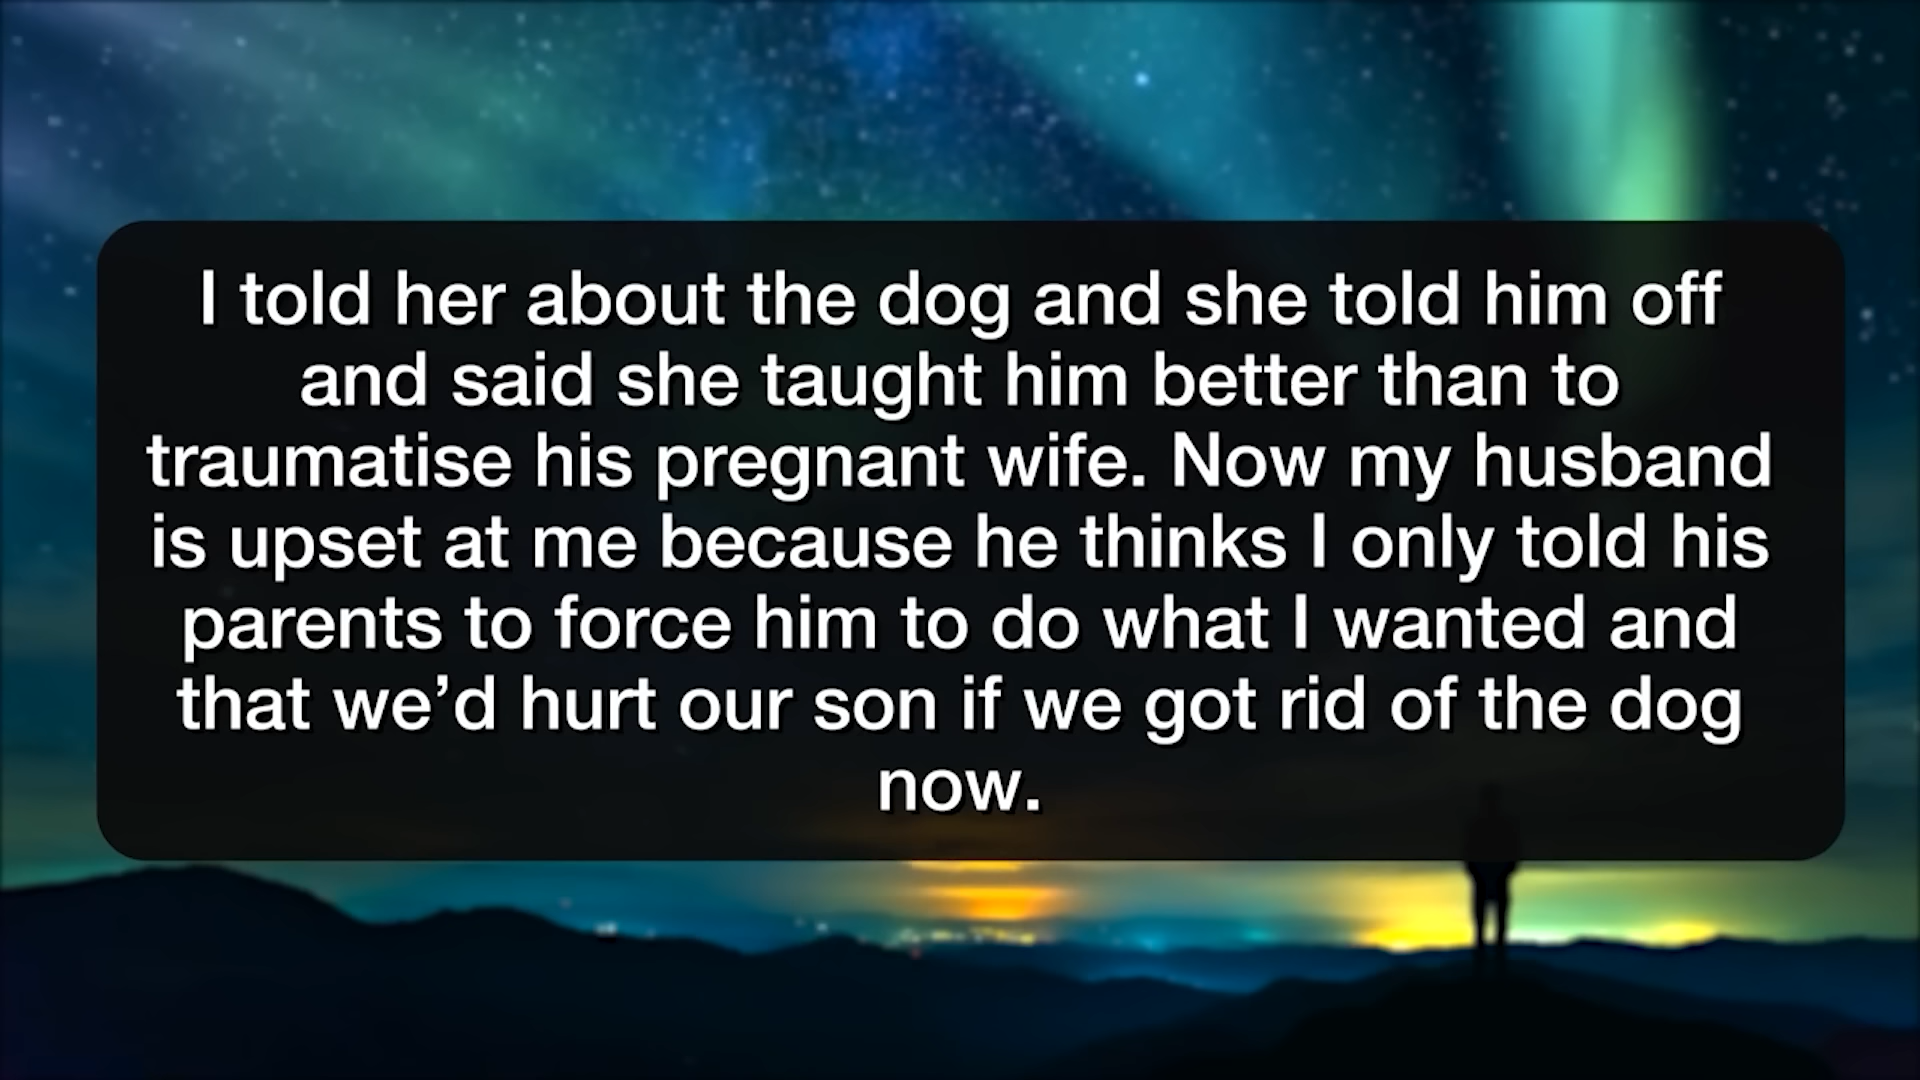 I told her about the dog and she told him off
and said she taught him better than to
traumatise his pregnant wife. Now my husband
is upset at me because he thinks I only told his
parents to force him to do what I wanted and
that we’d hurt our son if we got rid of the dog
now.